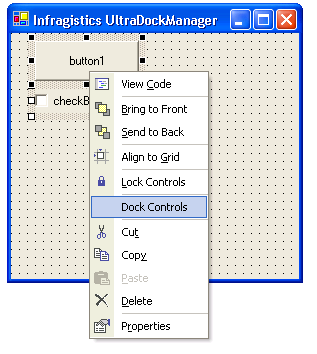 Infragistics UltraDockManager
button1
checkB
View Code
Bring to Front
Send to Back
Align to Grid
Lock Controls
Dock Controls
Cut
Copy
Paste
Delete
Properties